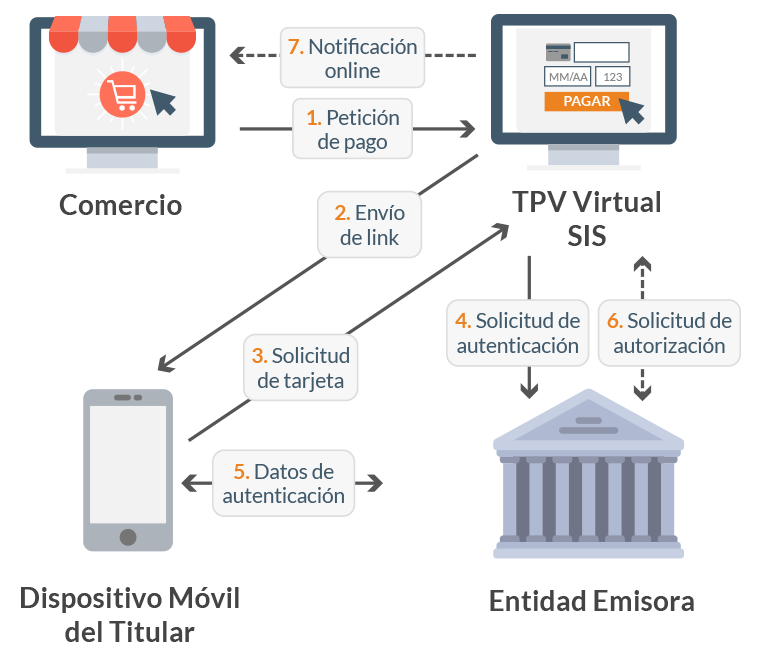 7. Notificación
online
MM/AA
123
PAGAR
1. Petición
de pago
Comercio
TPV Virtual
SIS
2. Envío
de link
4. Solicitud de
autenticación
6. Solicitud de
autorización
3. Solicitud
de tarjeta
5. Datos de
autenticación
Dispositivo Móvil
del Titular
Entidad Emisora